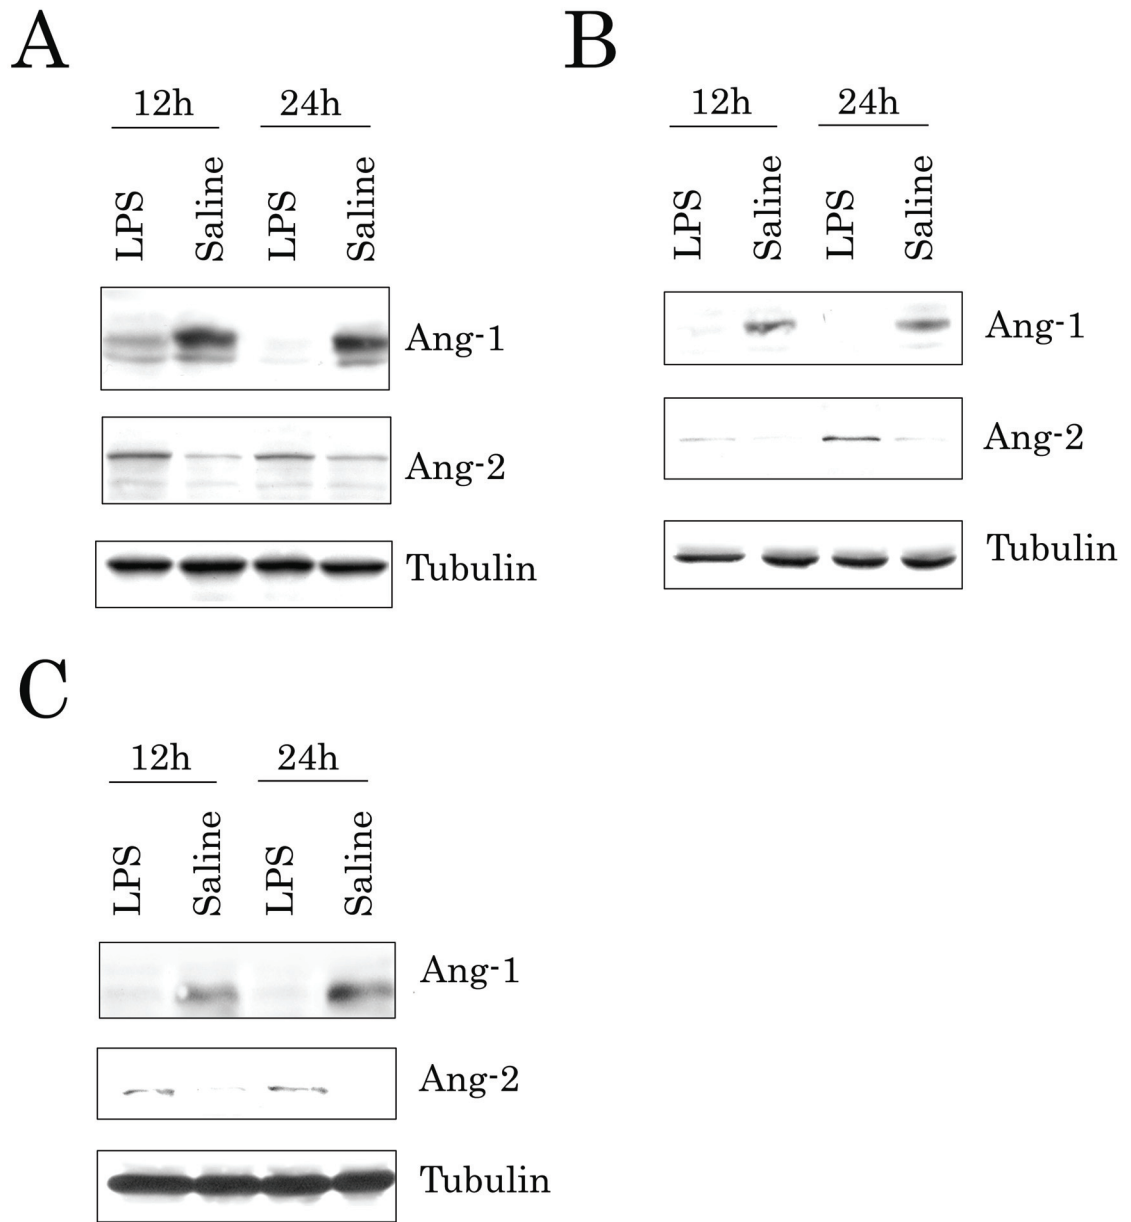 A
12h 24h
LPS Saline LPS Saline
Ang-1
Ang-2
Tubulin
B
12h 24h
LPS Saline LPS Saline
Ang-1
Ang-2
Tubulin
C
12h 24h
LPS Saline LPS Saline
Ang-1
Ang-2
Tubulin